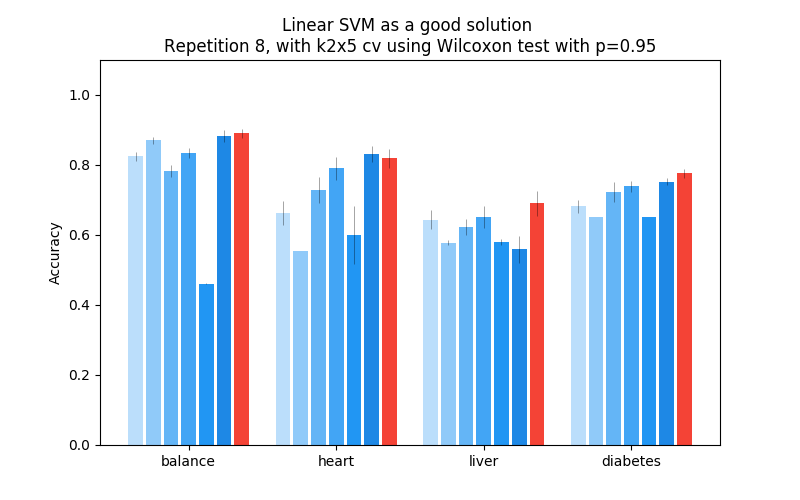 Linear SVM as a good solution
Repetition 8, with k2x5 cv using Wilcoxon test with p=0.95
1.0
0.8
0.6
0.4
0.2
0.0
Accuracy
balance heart liver diabetes